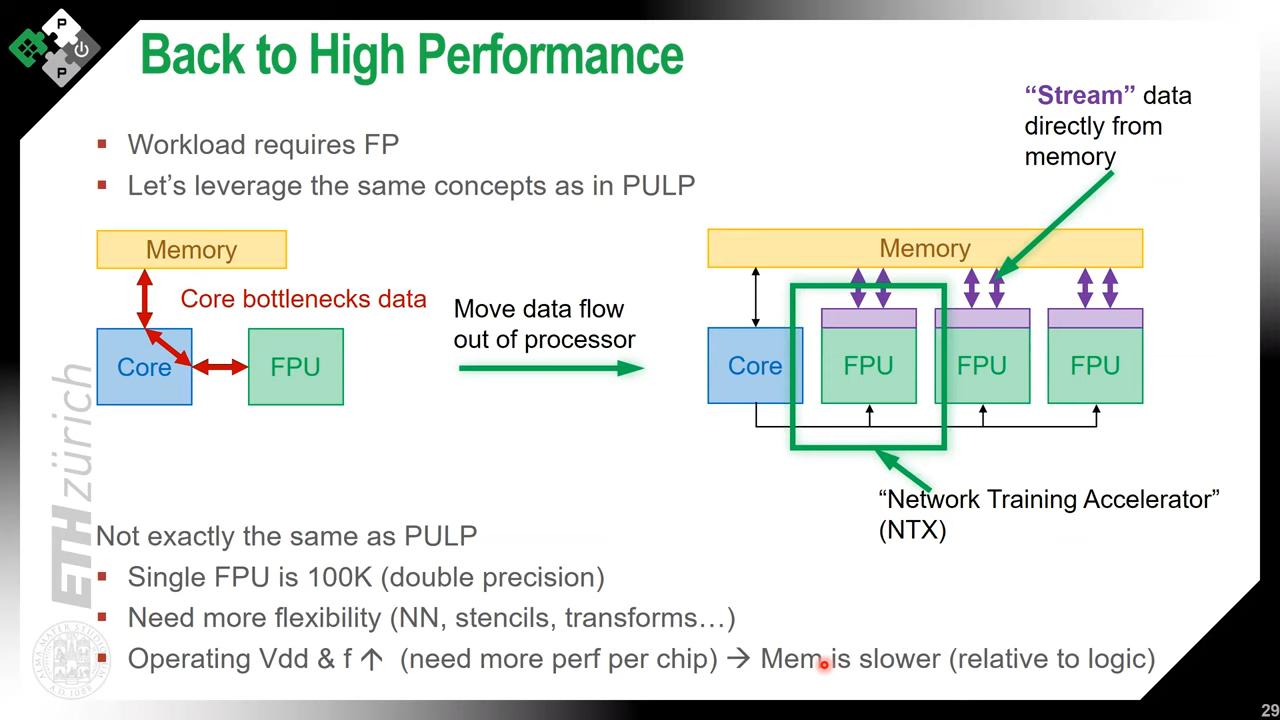 P
P
Back to High Performance
“Stream” data
directly from
memory
▪ Workload requires FP
▪ Let’s leverage the same concepts as in PULP
Memory
Core bottlenecks data
Core
FPU
Move data flow
out of processor
Memory
Core
FPU
FPU
FPU
“Network Training Accelerator”
(NTX)
ETH zürich
Not exactly the same as PULP
▪ Single FPU is 100K (double precision)
▪ Need more flexibility (NN, stencils, transforms…)
▪ Operating Vdd & f ↑ (need more perf per chip) → Mem is slower (relative to logic)
29